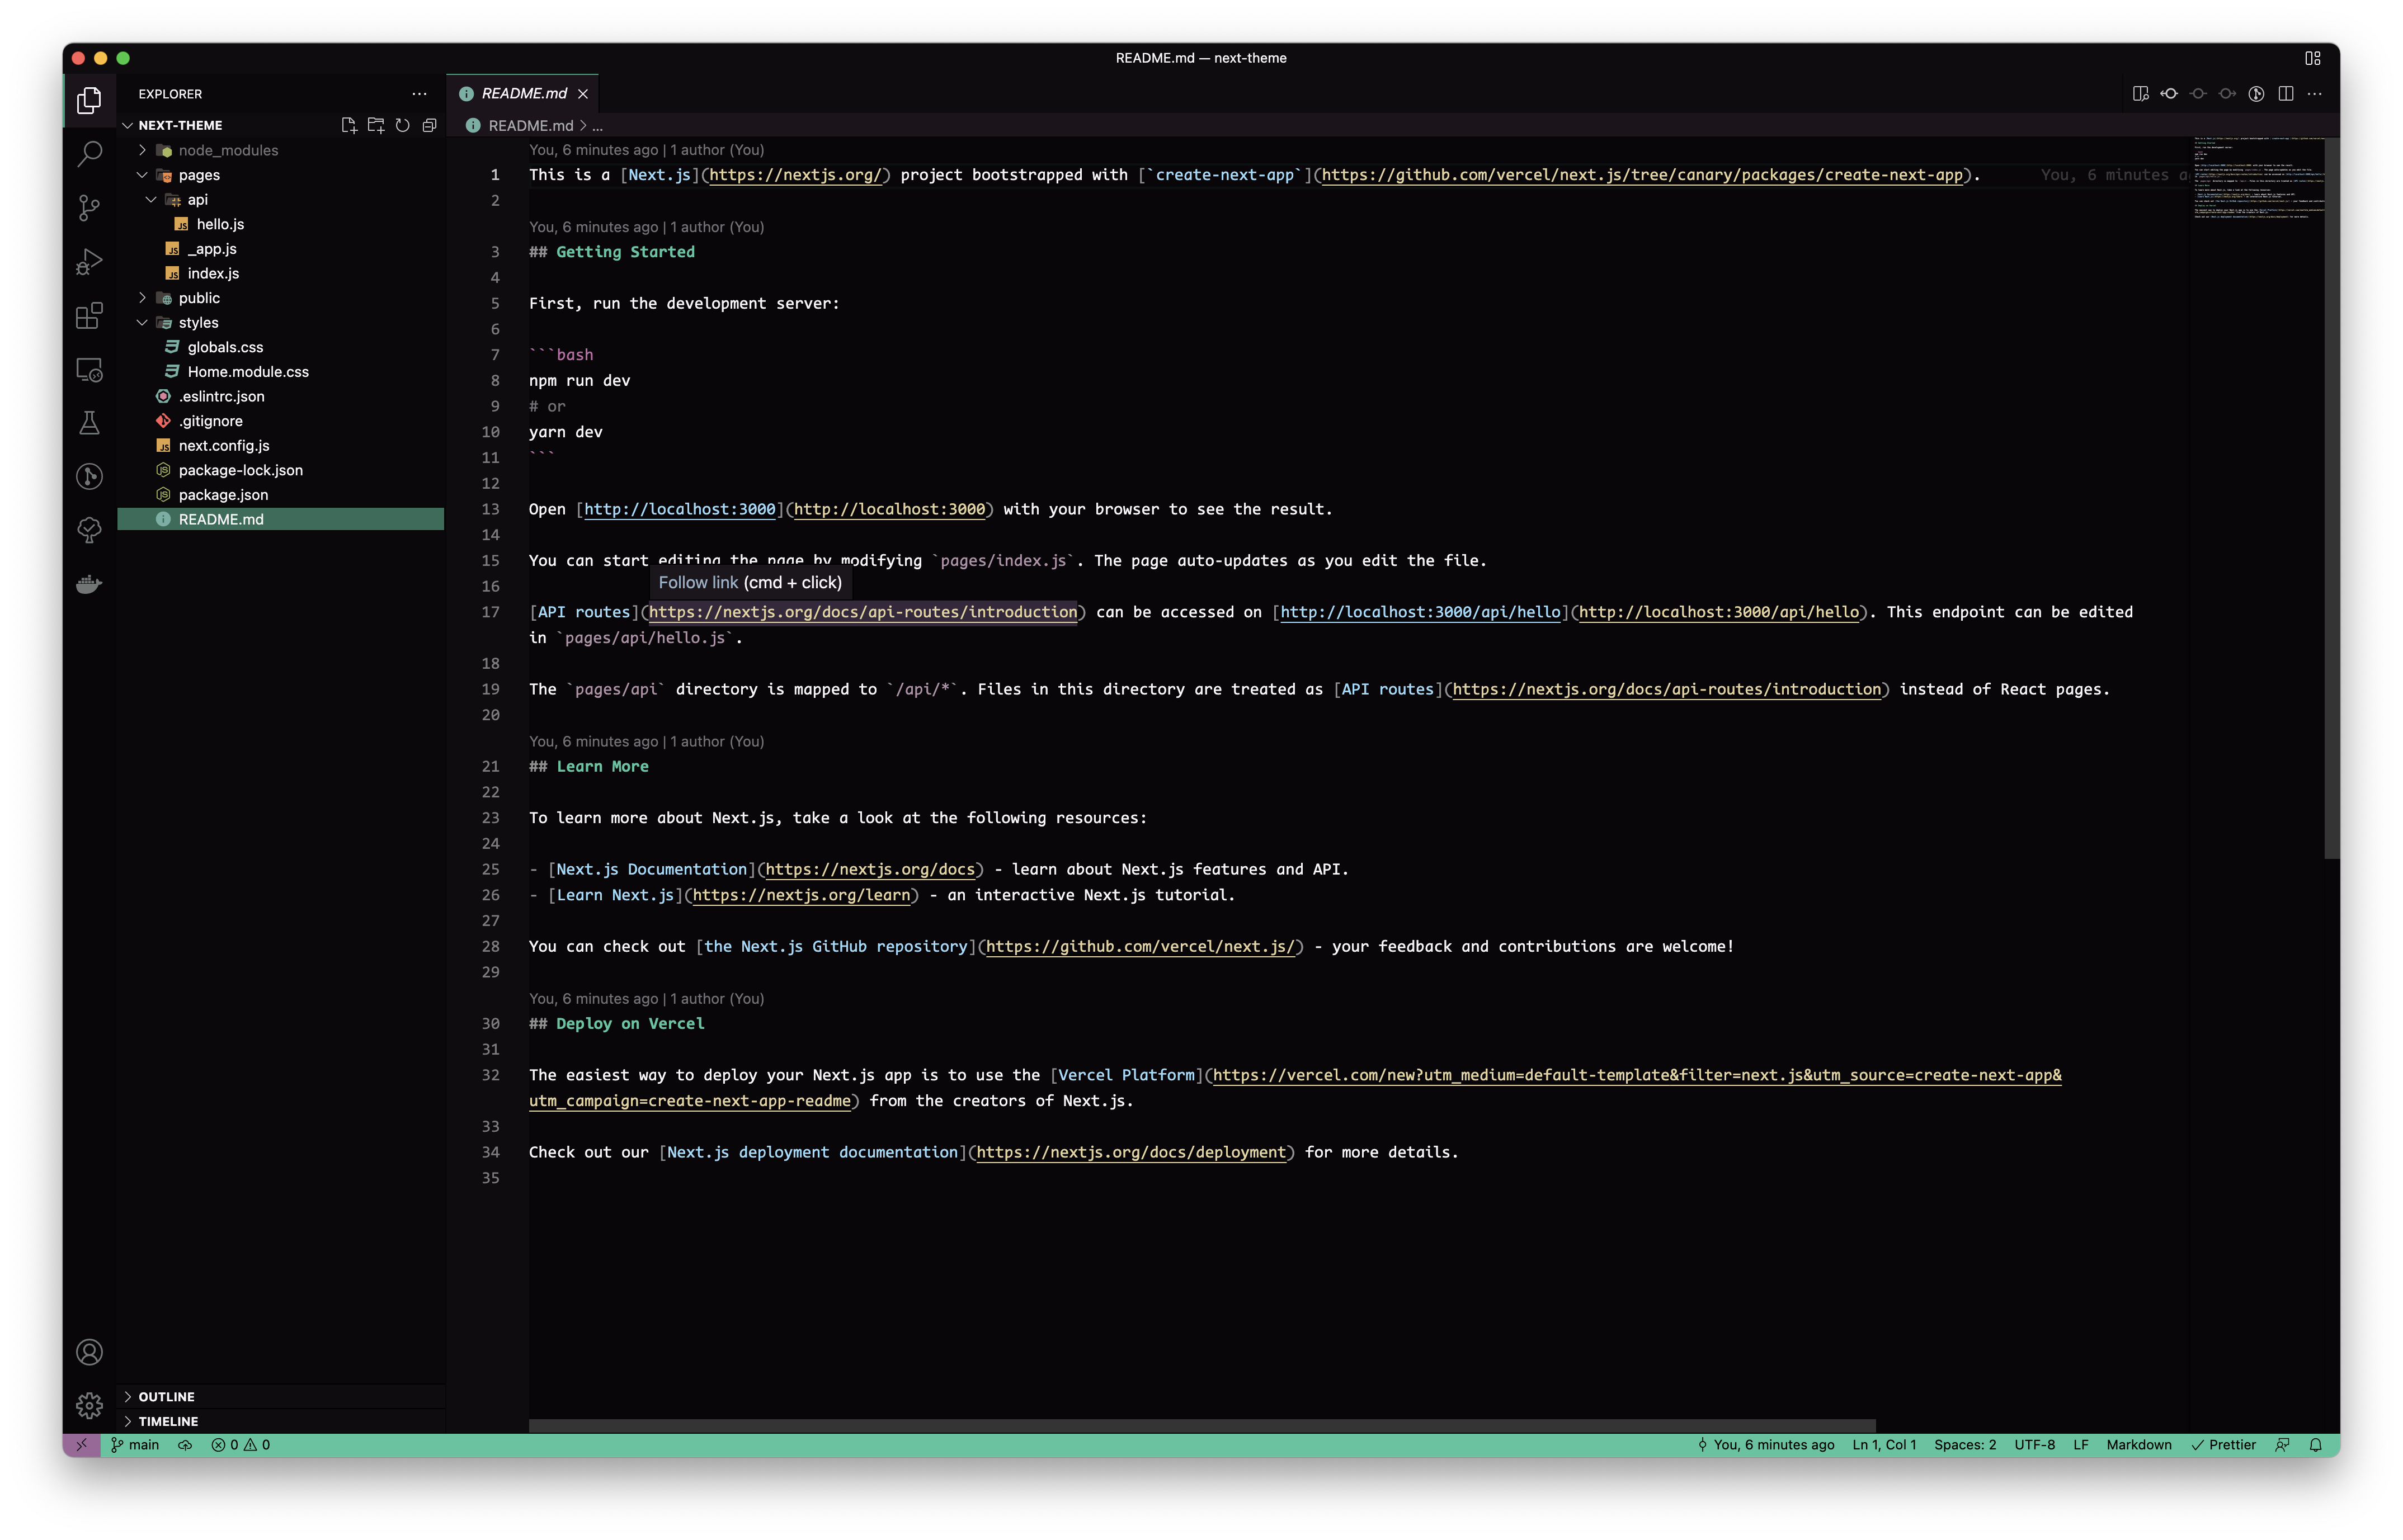 README.md — next-theme
EXPLORER
NEXT-THEME
node_modules
pages
api
hello.js
_app.js
index.js
public
styles
globals.css
Home.module.css
.eslintrc.json
.gitignore
next.config.js
package-lock.json
package.json
README.md
OUTLINE
TIMELINE
README.md
README.md > ...
You, 6 minutes ago | 1 author (You)
1 This is a [Next.js](https://nextjs.org/) project bootstrapped with [`create-next-app`](https://github.com/vercel/next.js/tree/canary/packages/create-next-app). You, 6 minutes a
2
You, 6 minutes ago | 1 author (You)
3 ## Getting Started
4
5 First, run the development server:
6
7 ```bash
8 npm run dev
9 # or
10 yarn dev
11 ```
12
13 Open [http://localhost:3000](http://localhost:3000) with your browser to see the result.
14
15 You can start editing the page by modifying `pages/index.js`. The page auto-updates as you edit the file.
16
Follow link (cmd + click)
17 [API routes](https://nextjs.org/docs/api-routes/introduction) can be accessed on [http://localhost:3000/api/hello](http://localhost:3000/api/hello). This endpoint can be edited
in `pages/api/hello.js`.
18
19 The `pages/api` directory is mapped to `/api/*`. Files in this directory are treated as [API routes](https://nextjs.org/docs/api-routes/introduction) instead of React pages.
20
You, 6 minutes ago | 1 author (You)
21 ## Learn More
22
23 To learn more about Next.js, take a look at the following resources:
24
25 - [Next.js Documentation](https://nextjs.org/docs) - learn about Next.js features and API.
26 - [Learn Next.js](https://nextjs.org/learn) - an interactive Next.js tutorial.
27
28 You can check out [the Next.js GitHub repository](https://github.com/vercel/next.js/) - your feedback and contributions are welcome!
29
You, 6 minutes ago | 1 author (You)
30 ## Deploy on Vercel
31
32 The easiest way to deploy your Next.js app is to use the [Vercel Platform](https://vercel.com/new?utm_medium=default-template&filter=next.js&utm_source=create-next-app&
utm_campaign=create-next-app-readme) from the creators of Next.js.
33
34 Check out our [Next.js deployment documentation](https://nextjs.org/docs/deployment) for more details.
35
main 0 0 You, 6 minutes ago Ln 1, Col 1 Spaces: 2 UTF-8 LF Markdown Prettier